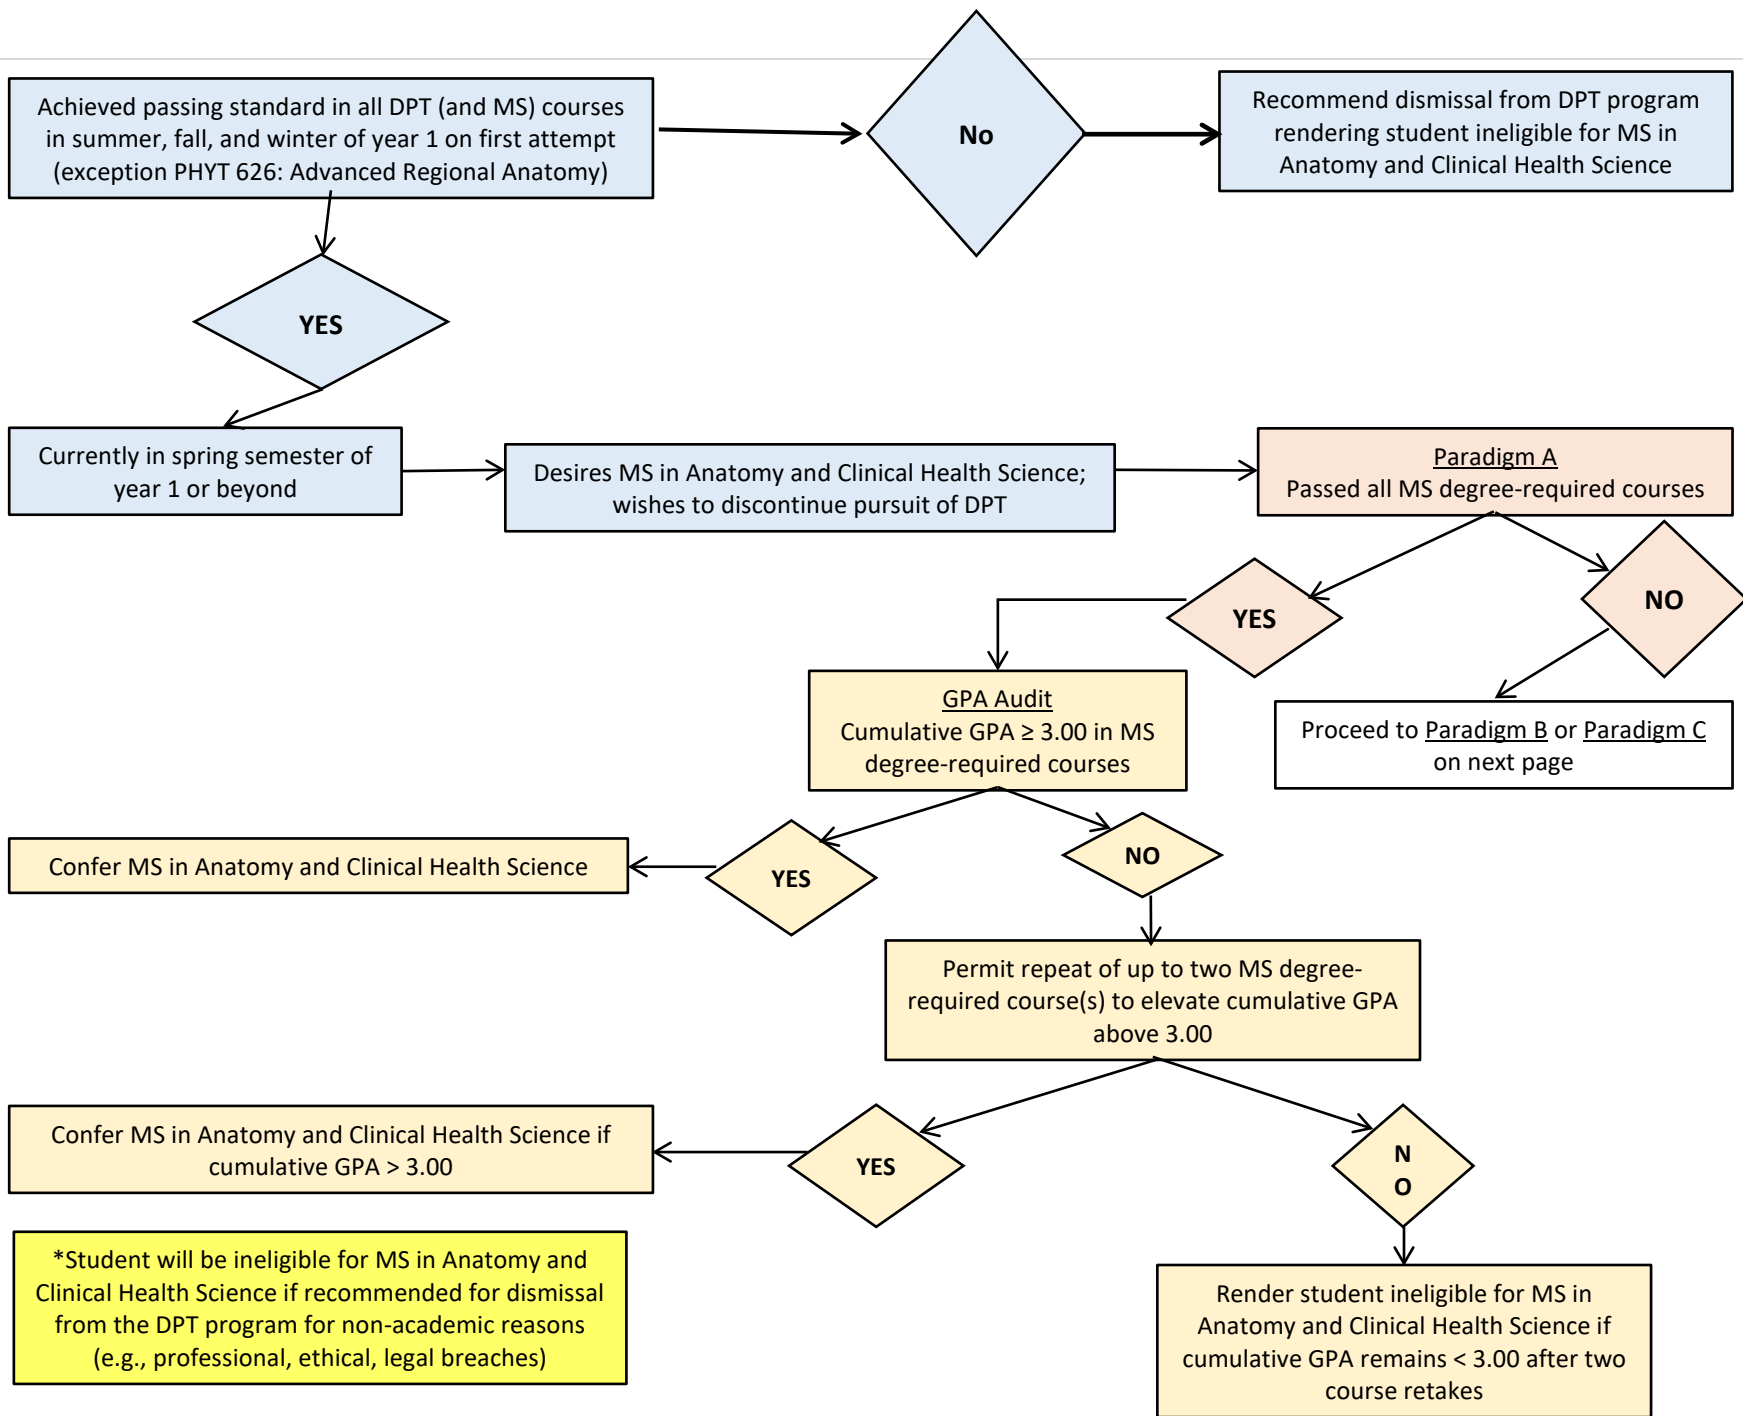 Achieved passing standard in all DPT (and MS) courses
in summer, fall, and winter of year 1 on first attempt
(exception PHYT 626: Advanced Regional Anatomy)
No
Recommend dismissal from DPT program
rendering student ineligible for MS in
Anatomy and Clinical Health Science
YES
Currently in spring semester of
year 1 or beyond
Desires MS in Anatomy and Clinical Health Science;
wishes to discontinue pursuit of DPT
Paradigm A
Passed all MS degree-required courses
YES
NO
GPA Audit
Cumulative GPA ≥ 3.00 in MS
degree-required courses
Proceed to Paradigm B or Paradigm C
on next page
Confer MS in Anatomy and Clinical Health Science
YES
NO
Permit repeat of up to two MS degree-
required course(s) to elevate cumulative GPA
above 3.00
Confer MS in Anatomy and Clinical Health Science if
cumulative GPA > 3.00
YES
N
O
*Student will be ineligible for MS in Anatomy and
Clinical Health Science if recommended for dismissal
from the DPT program for non-academic reasons
(e.g., professional, ethical, legal breaches)
Render student ineligible for MS in
Anatomy and Clinical Health Science if
cumulative GPA remains < 3.00 after two
course retakes